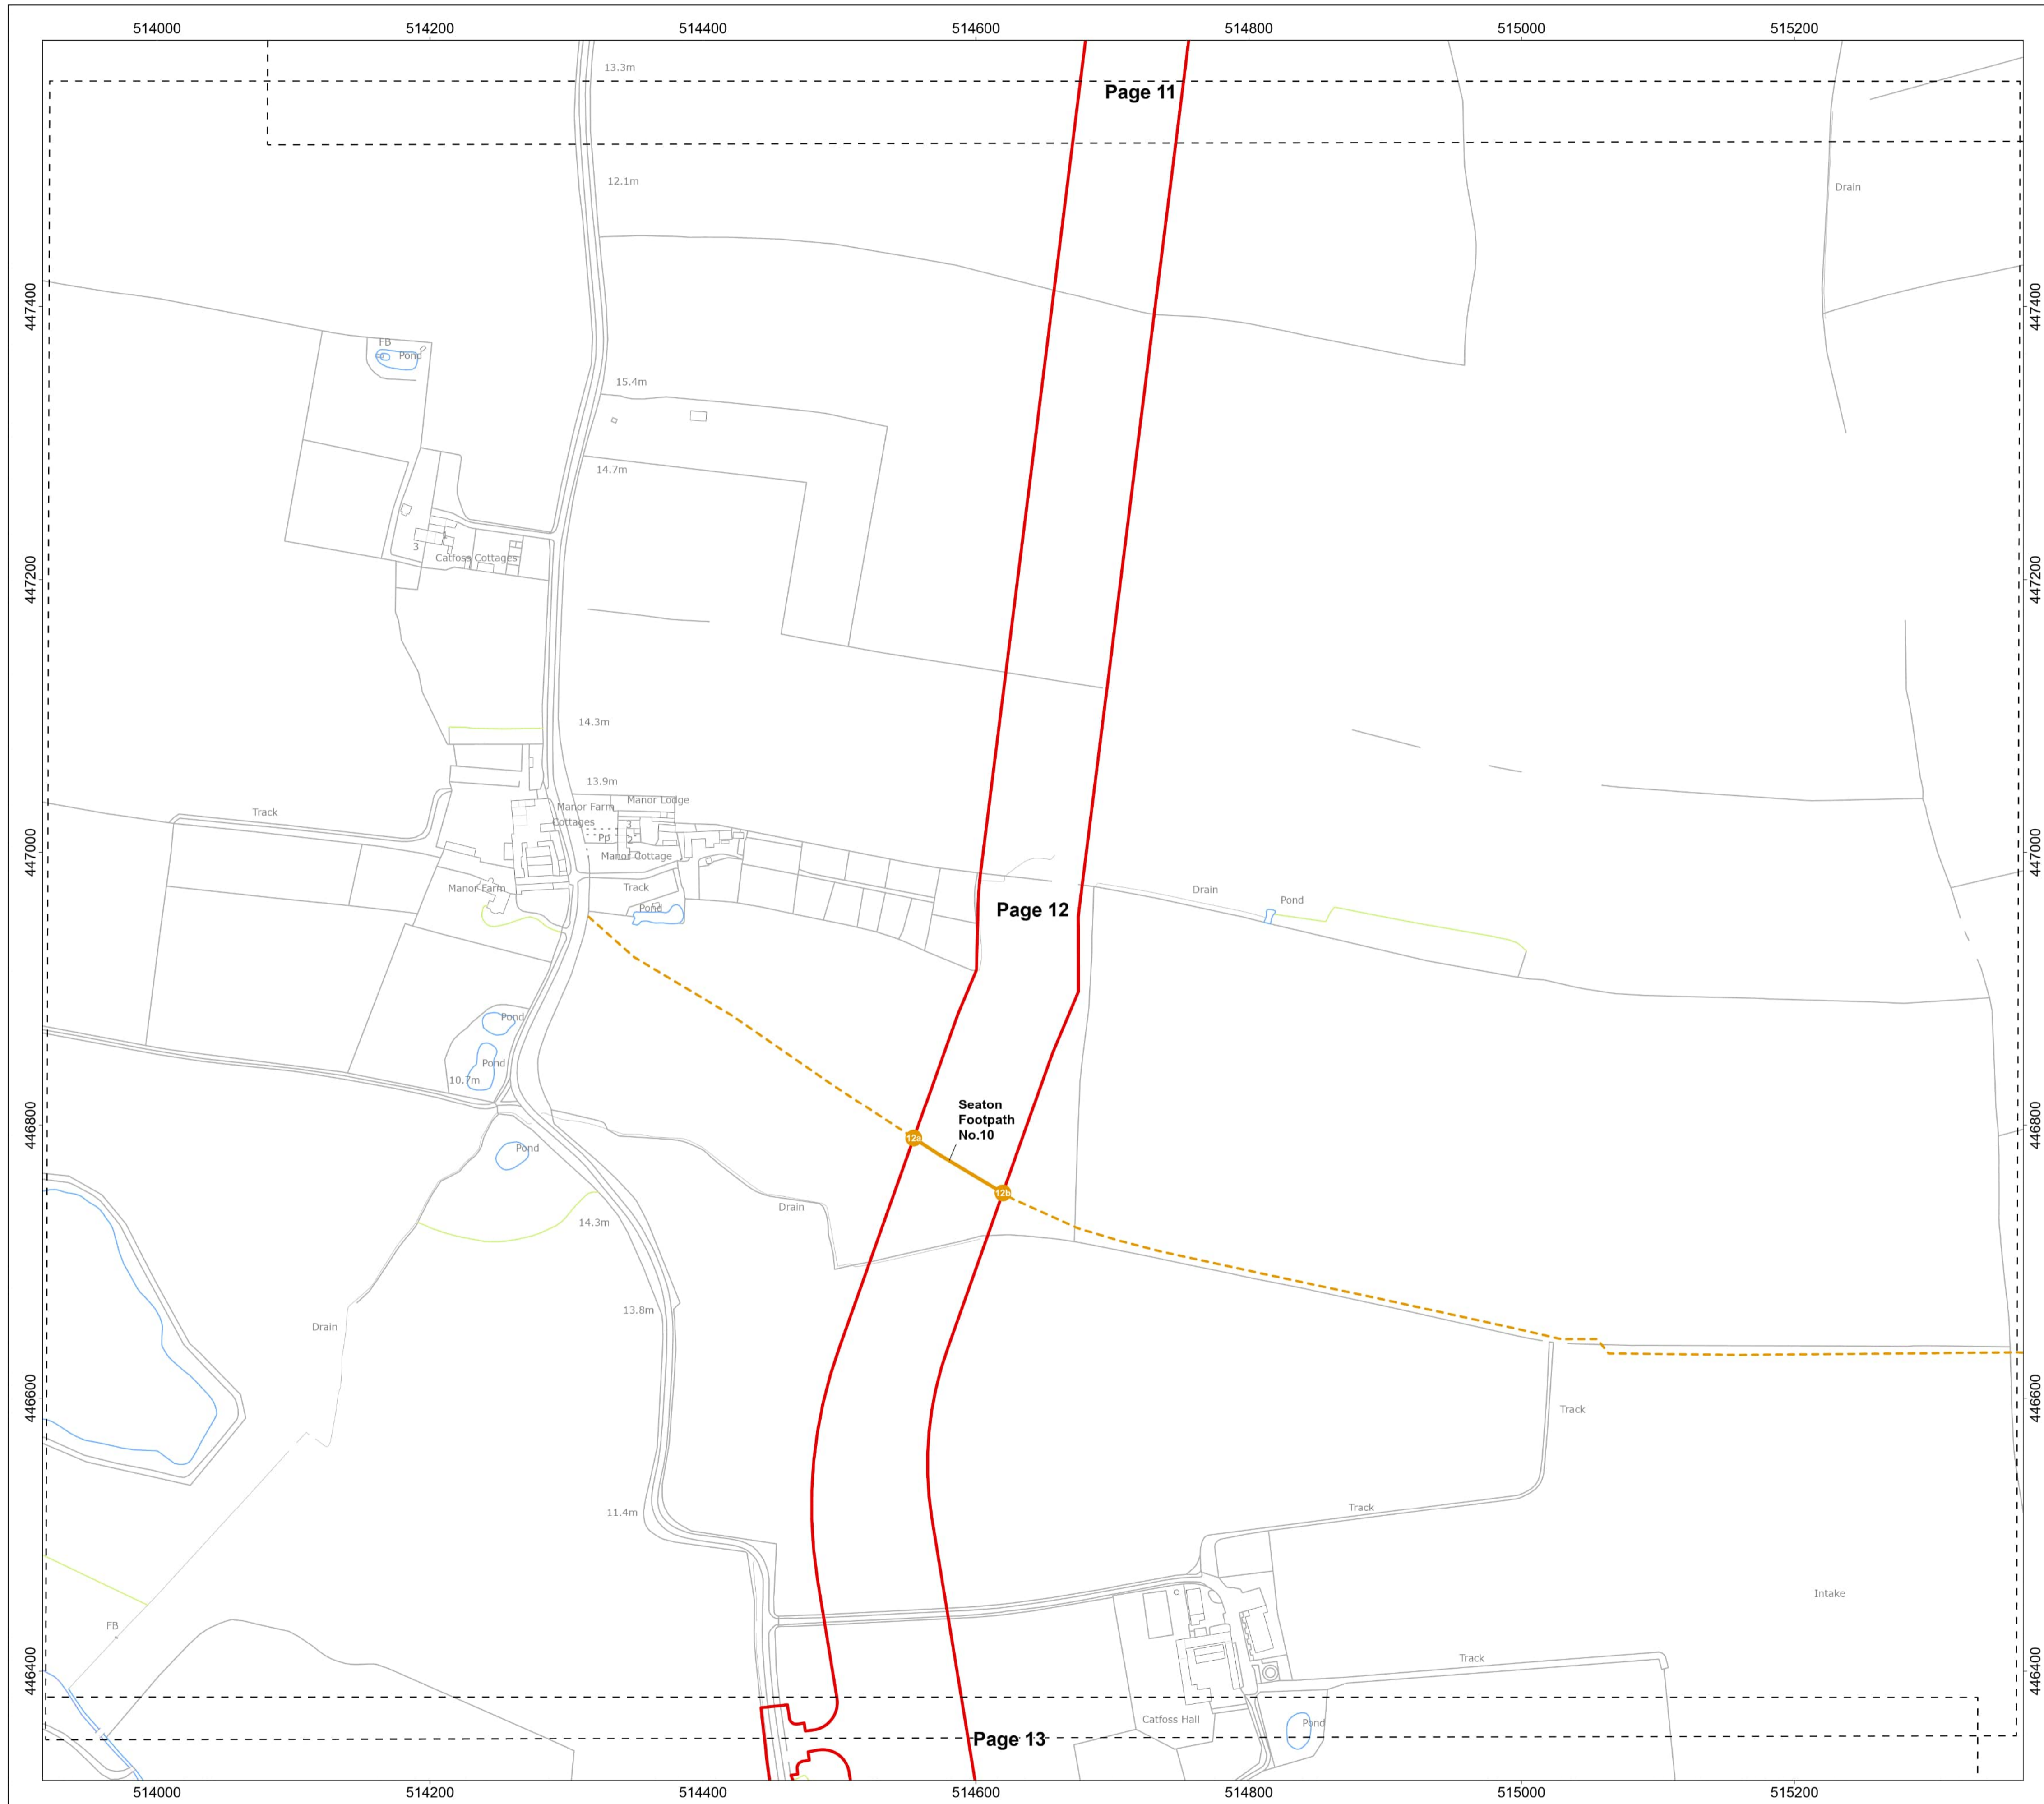 514000 514200 514400 514600 514800 515000 515200
13.3m
Page 11
12.1m
Drain
447400
447400
FB
Pond
15.4m
14.7m
3
1
Catfoss Cottages
447200
447200
14.3m
13.9m
Manor Lodge
Manor Farm
Cottages
Track
3
Pp
2
Manor Cottage
447000
447000
Manor Farm
Track
Drain
Pond
Pond
Page 12
Pond
Pond
10.7m
Seaton
Footpath
No.10
446800
446800
12a
Pond
12b
Drain
14.3m
13.8m
Drain
446600
446600
Track
Track
11.4m
Intake
FB
Track
446400
446400
Catfoss Hall
Pond
Page 13
514000 514200 514400 514600 514800 515000 515200